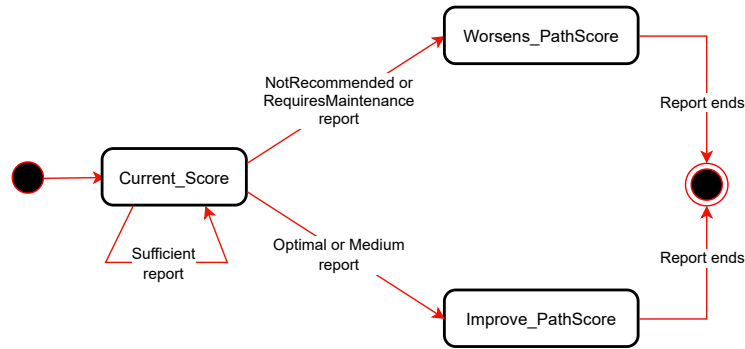 Worsens_PathScore
NotRecommended or
RequiresMaintenance
report
Report ends
Current_Score
Sufficient
report
Optimal or Medium
report
Report ends
Improve_PathScore